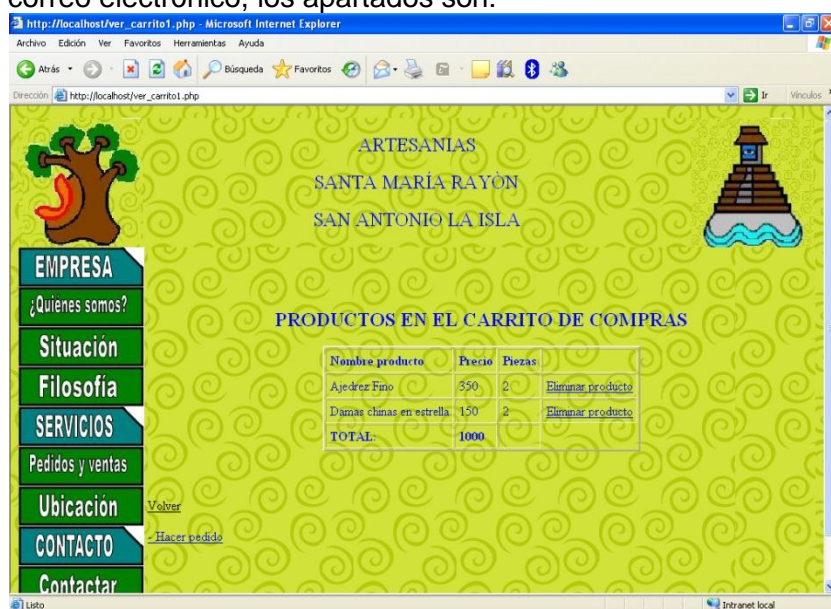 correo electrónico, los apartados son:
http://localhost/ver_carrito1.php - Microsoft Internet Explorer
Archivo Edición Ver Favoritos Herramientas Ayuda
Atrás Búsqueda Favoritos
Dirección http://localhost/ver_carrito1.php Ir Vínculos
ARTESANIAS
SANTA MARÍA RAYÓN
SAN ANTONIO LA ISLA
EMPRESA
¿Quiénes somos?
Situación
Filosofía
SERVICIOS
Pedidos y ventas
Ubicación
CONTACTO
Contactar
PRODUCTOS EN EL CARRITO DE COMPRAS
Nombre producto Precio Piezas
Ajedrez Fino 350 2 Eliminar producto
Damas chinas en estrella 150 2 Eliminar producto
TOTAL: 1000
Volver
- Hacer pedido
Listo Intranet local